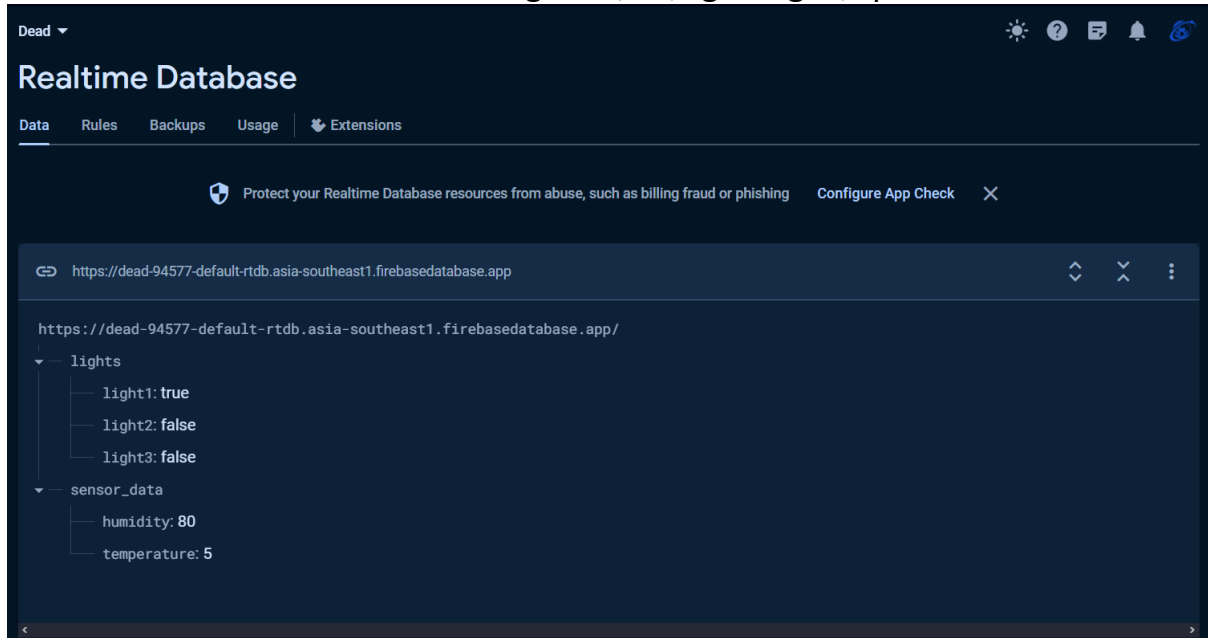 Dead
Realtime Database
Data Rules Backups Usage Extensions
Protect your Realtime Database resources from abuse, such as billing fraud or phishing Configure App Check
https://dead-94577-default-rtdb.asia-southeast1.firebasedatabase.app
https://dead-94577-default-rtdb.asia-southeast1.firebasedatabase.app/
lights
light1: true
light2: false
light3: false
sensor_data
humidity: 80
temperature: 5